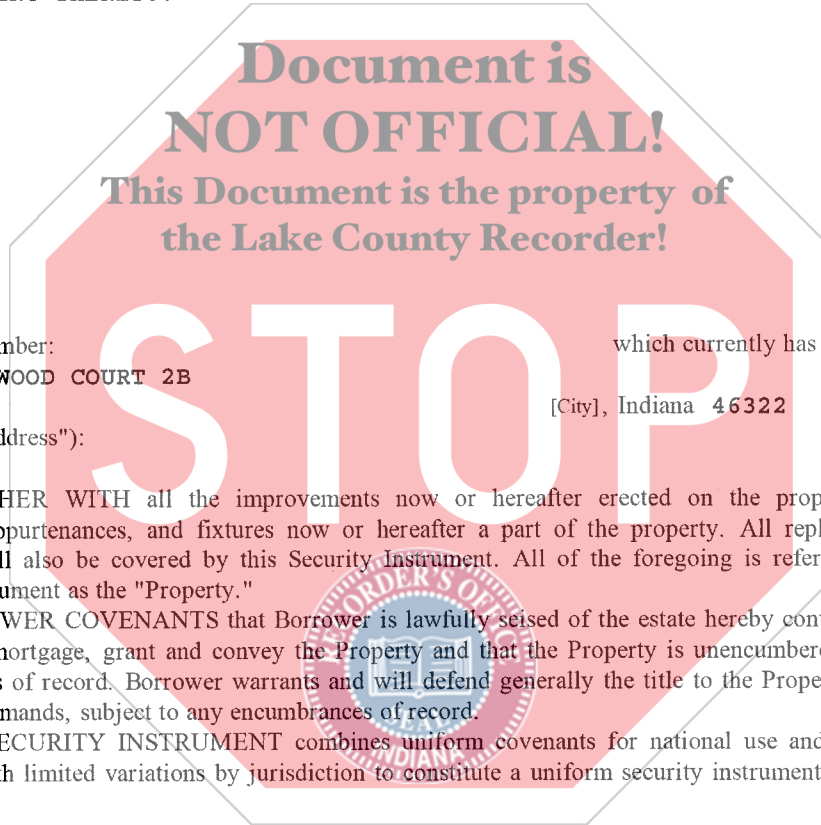 Document is
NOT OFFICIAL!
This Document is the property of
the Lake County Recorder!
STOP
mber: which currently has
WOOD COURT 2B
[City], Indiana 46322
ddress"):
HER WITH all the improvements now or hereafter erected on the prop
ppurtenances, and fixtures now or hereafter a part of the property. All repl
ll also be covered by this Security Instrument. All of the foregoing is refer
ument as the "Property."
WER COVENANTS that Borrower is lawfully seised of the estate hereby con
mortgage, grant and convey the Property and that the Property is unencumbere
s of record. Borrower warrants and will defend generally the title to the Prope
mands, subject to any encumbrances of record.
ECURITY INSTRUMENT combines uniform covenants for national use and
th limited variations by jurisdiction to constitute a uniform security instrument
RECORDER'S OFFIC
SEAL
INDIANA